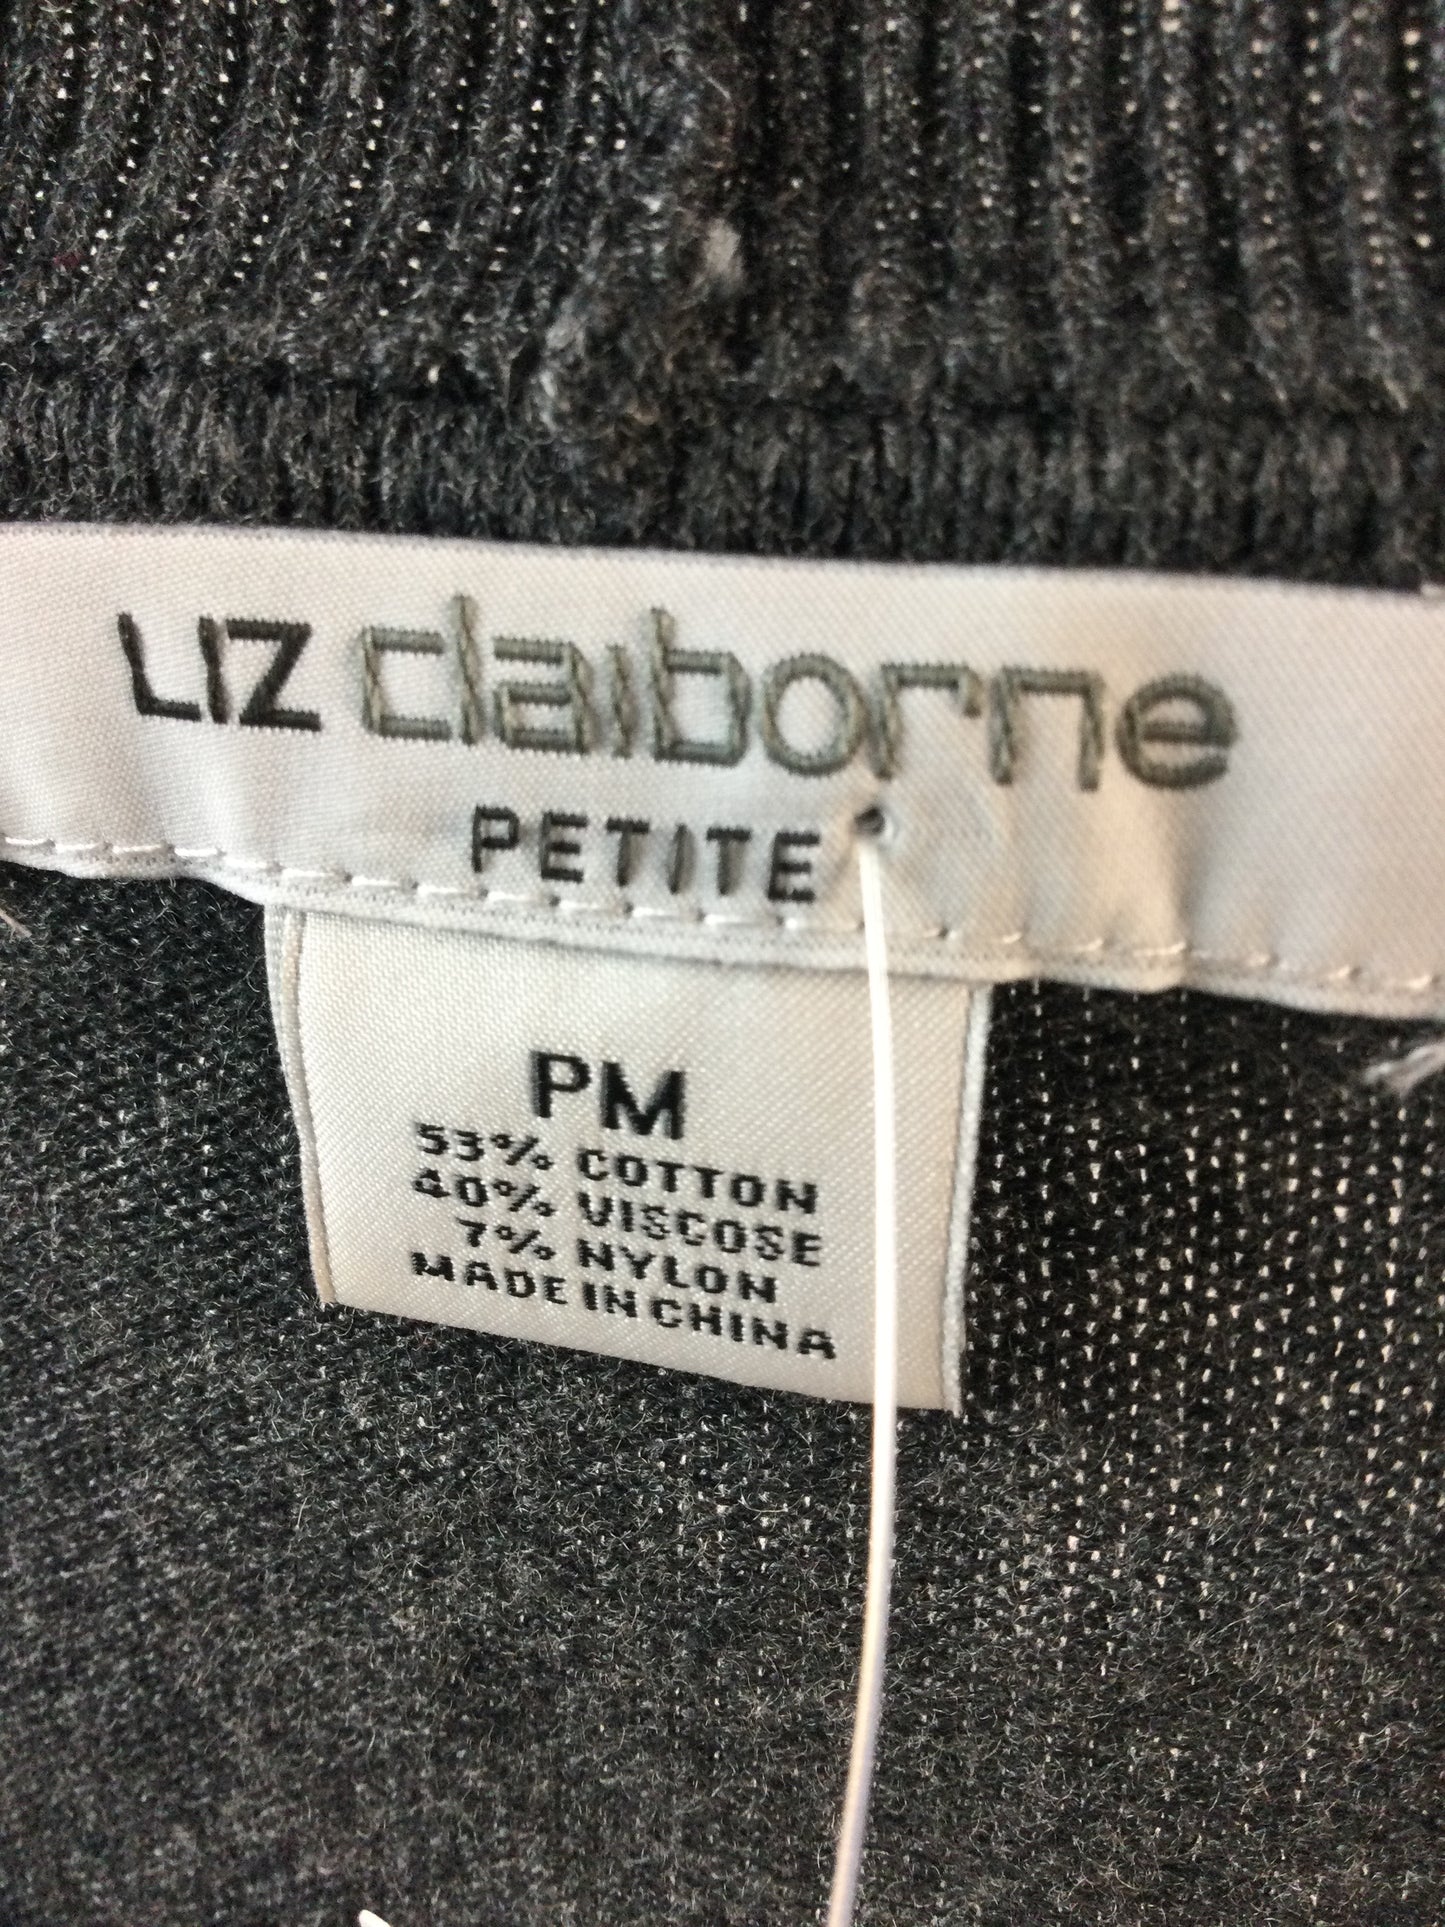 LIZ claiborne
PETITE
PM
53% COTTON
40% VISCOSE
7% NYLON
MADE IN CHINA